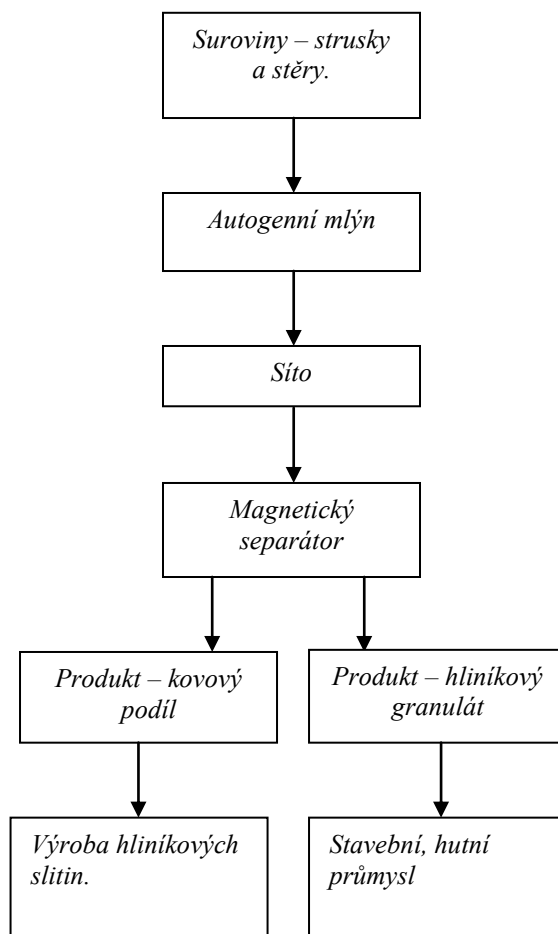 Suroviny – strusky
a stěry.
Autogenní mlýn
Síto
Magnetický
separátor
Produkt – kovový
podíl
Produkt – hliníkový
granulát
Výroba hliníkových
slitin.
Stavební, hutní
průmysl